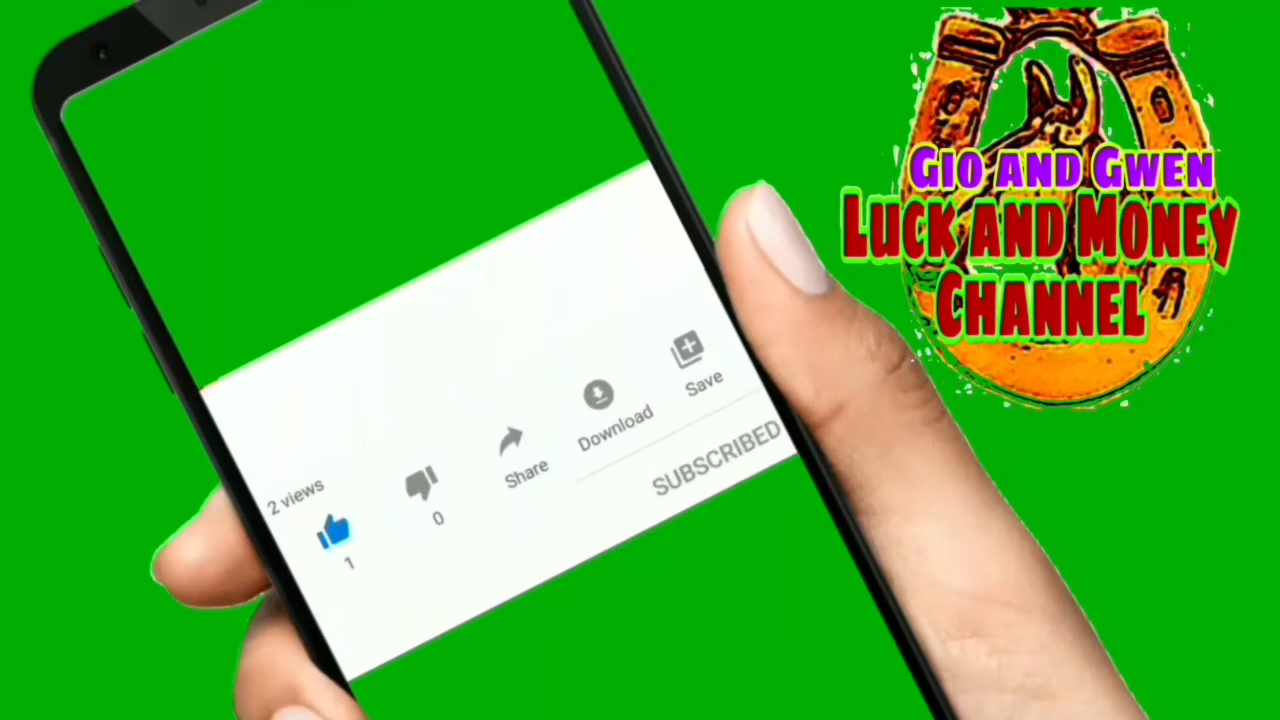 GIO AND GWEN
LUCK AND MONEY
CHANNEL
2 views
1
0
Share
Download
Save
SUBSCRIBED